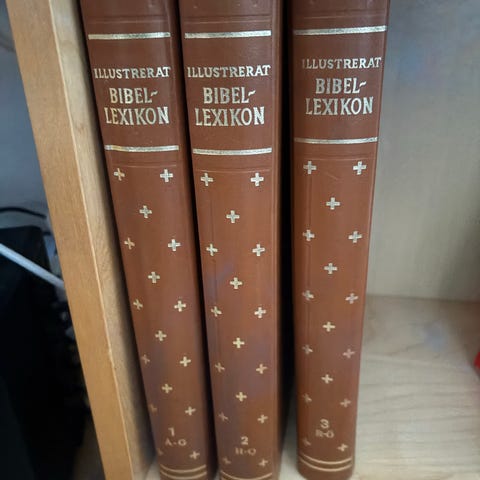 ILLUSTRERAT
BIBEL-
LEXIKON
1
A-G
ILLUSTRERAT
BIBEL-
LEXIKON
2
H-Q
ILLUSTRERAT
BIBEL-
LEXIKON
3
R-Ö